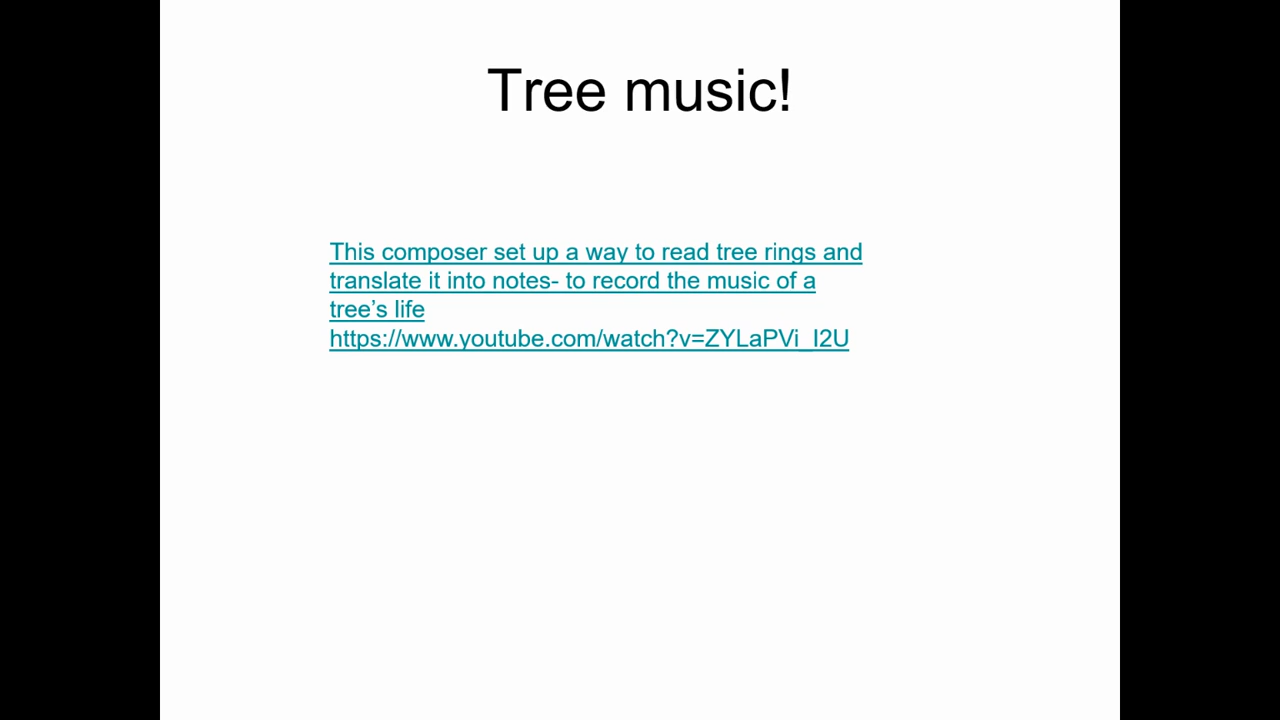 Tree music!
This composer set up a way to read tree rings and
translate it into notes- to record the music of a
tree’s life
https://www.youtube.com/watch?v=ZYLaPVi_I2U